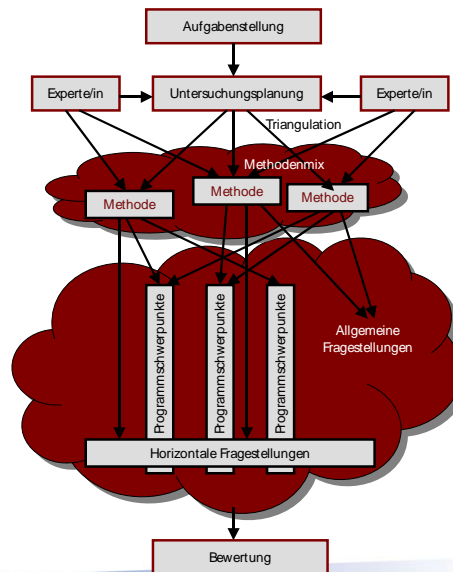 Aufgabenstellung
Experte/in
Untersuchungsplanung
Experte/in
Triangulation
Methodenmix
Methode
Methode
Methode
Programmschwerpunkte
Programmschwerpunkte
Programmschwerpunkte
Allgemeine
Fragestellungen
Horizontale Fragestellungen
Bewertung